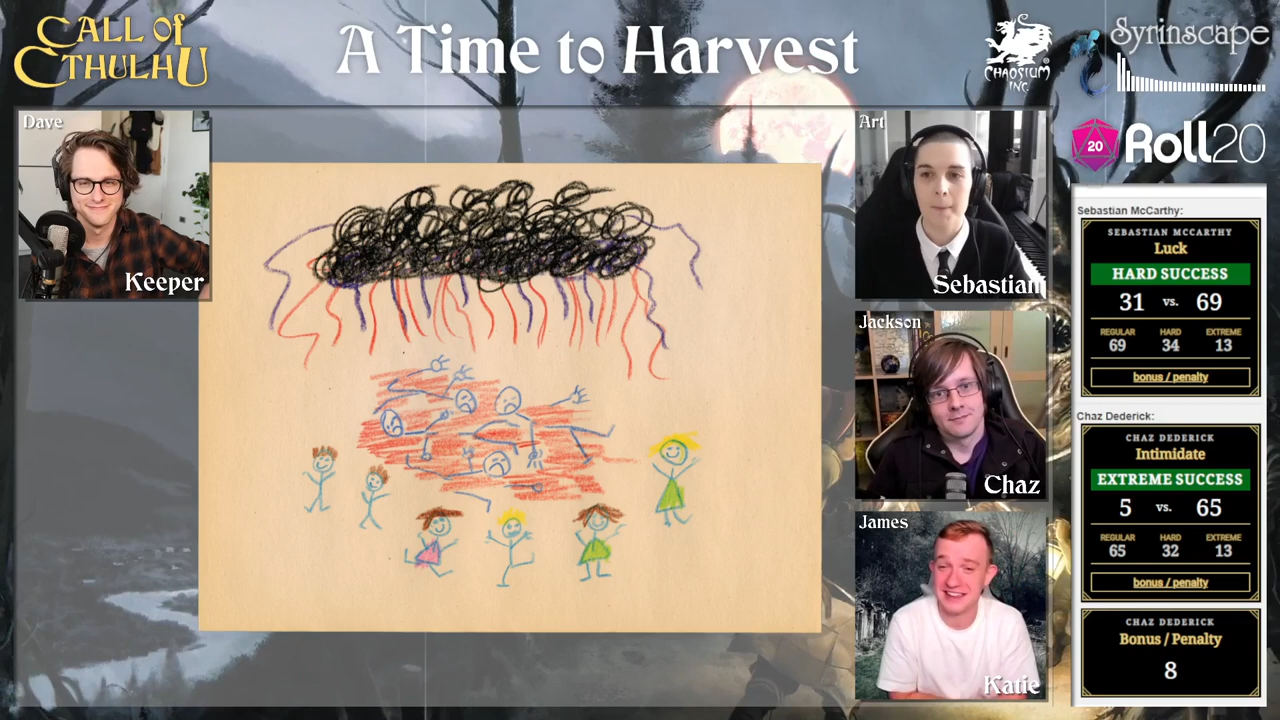 CALL of
CTHULHU
A Time to Harvest
CHAOSIUM
INC.
Syrinscape
Dave
Keeper
Art
Sebastian
Jackson
Chaz
James
Katie
20
Roll20
Sebastian McCarthy:
SEBASTIAN MCCARTHY
Luck
HARD SUCCESS
31 vs. 69
REGULAR HARD EXTREME
69 34 13
bonus / penalty
Chaz Dederick:
CHAZ DEDERICK
Intimidate
EXTREME SUCCESS
5 vs. 65
REGULAR HARD EXTREME
65 32 13
bonus / penalty
CHAZ DEDERICK
Bonus / Penalty
8